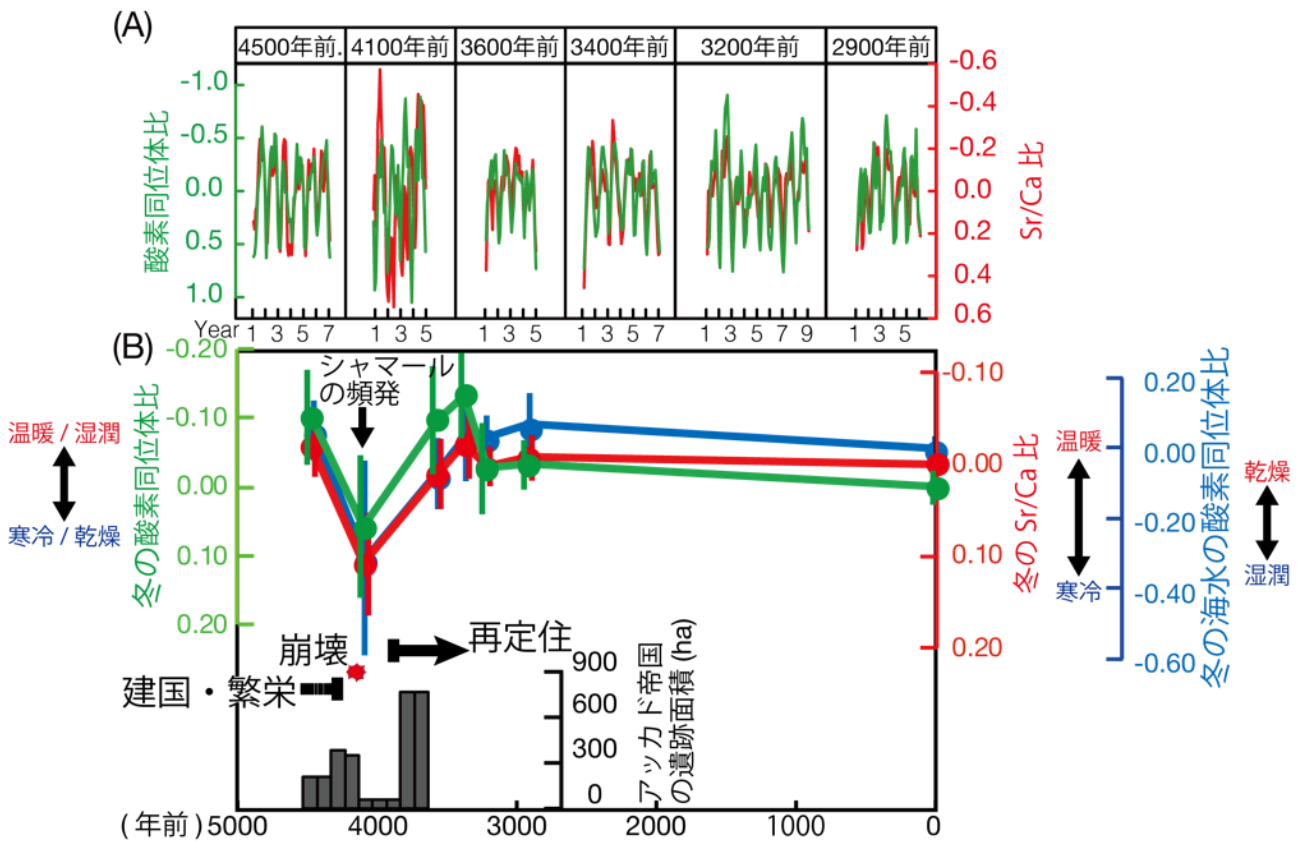 (A)
4500年前. 4100年前 3600年前 3400年前 3200年前 2900年前
酸素同位体比
-1.0
-0.5
0.0
0.5
1.0
-0.6
-0.4
-0.2
0.0
0.2
0.4
0.6
Sr/Ca 比
Year 1 3 5 7 1 3 5 1 3 5 1 3 5 7 1 3 5 7 9 1 3 5
(B)
温暖 / 湿潤
寒冷 / 乾燥
冬の酸素同位体比
-0.20
-0.10
0.00
0.10
0.20
シャマール
の頻発
-0.10
0.00
0.10
0.20
冬の Sr/Ca 比
温暖
寒冷
0.20
0.00
-0.20
-0.40
-0.60
冬の海水の酸素同位体比
乾燥
湿潤
崩壊
再定住
建国・繁栄
900
600
300
0
アッカド帝国
の遺跡面積 (ha)
( 年前 ) 5000 4000 3000 2000 1000 0